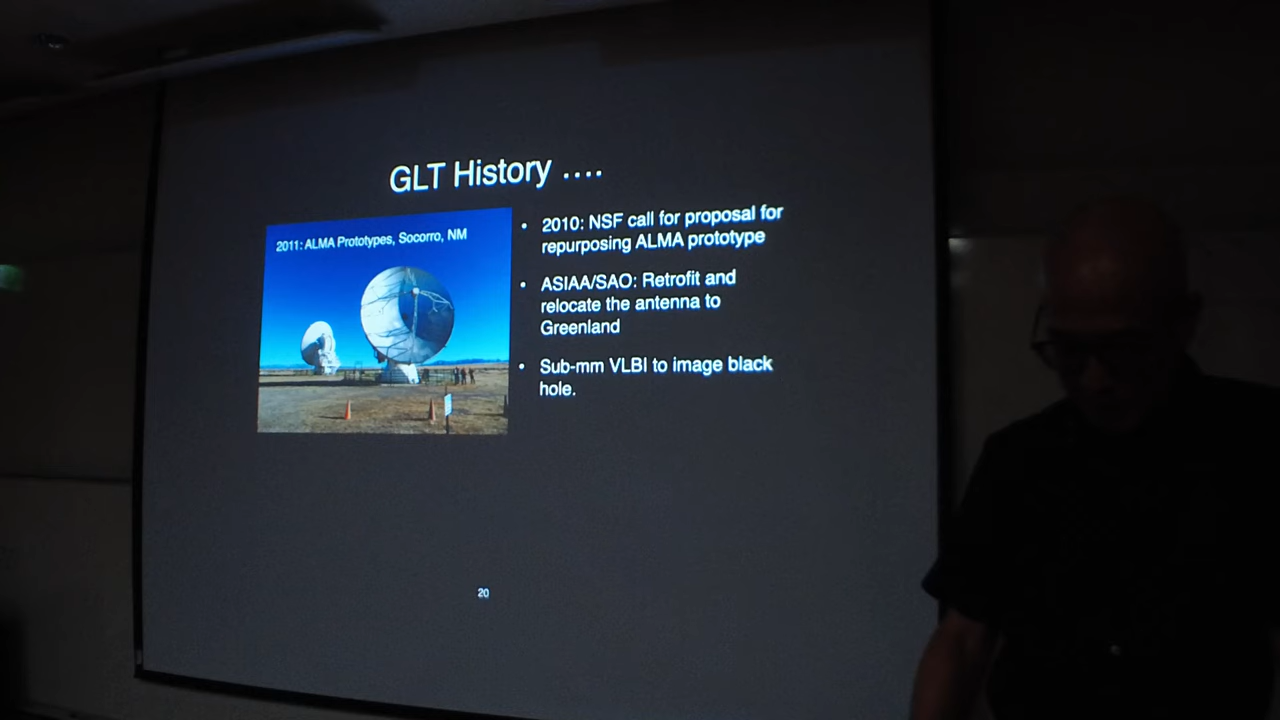 GLT History ....
2011: ALMA Prototypes, Socorro, NM
• 2010: NSF call for proposal for
repurposing ALMA prototype
• ASIAA/SAO: Retrofit and
relocate the antenna to
Greenland
• Sub-mm VLBI to image black
hole.
20